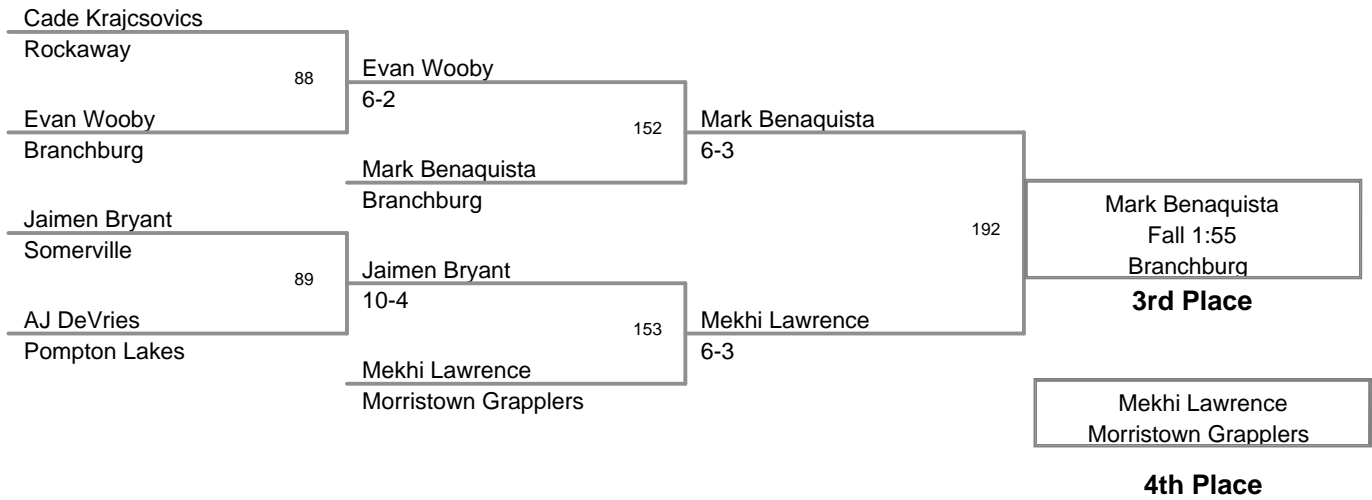 Cade Krajcsovics
Rockaway
88
Evan Wooby
6-2
Evan Wooby
Branchburg
152
Mark Benaquista
6-3
Mark Benaquista
Branchburg
Jaimen Bryant
Somerville
89
Jaimen Bryant
10-4
AJ DeVries
Pompton Lakes
153
Mekhi Lawrence
6-3
Mekhi Lawrence
Morristown Grapplers
192
Mark Benaquista
Fall 1:55
Branchburg
3rd Place
Mekhi Lawrence
Morristown Grapplers
4th Place